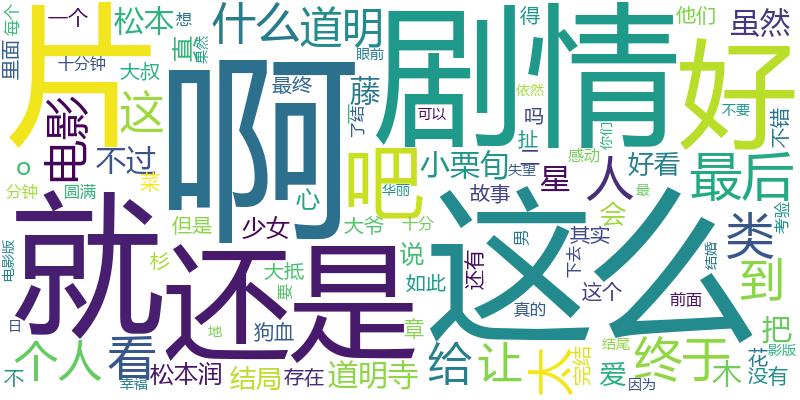 片
啊
剧情
好
就
还是
这么
什么
道明
松本
虽然
电影
这
吧
藤
最后
人
小栗旬
星
类
到
个人
看
给
让
太
终于
把
不过
松本润
道明寺
结局
存在
狗血
少女
大抵
大爷
大叔
十分钟
一个
里面
每个
想
真
桌然
最终
眼前
了结
可以
得
他们
依然
吗
你们
不要
不错
扯
二
感动
好看
失望
故事
华丽
十分
心
o
菜
分钟
圆满
但是
杉
说
要
如此
还有
章
地
日
电影版
不
幸福
会
其实
男
下去
这个
真的
前面
结婚
最
考验
爱
完结
结尾
因为
木
花
没有
影版